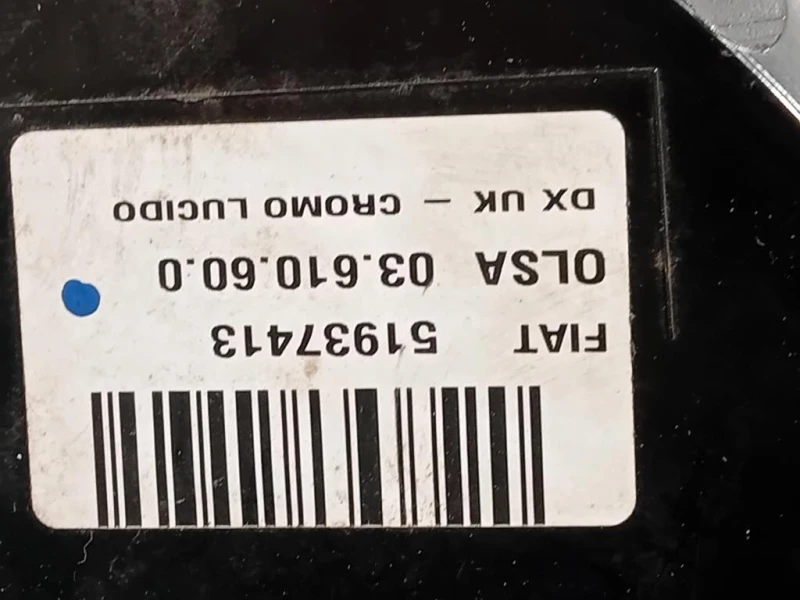 FIAT 51937413
OLSA 03.610.60.0
DX UK - CROMO LUCIDO